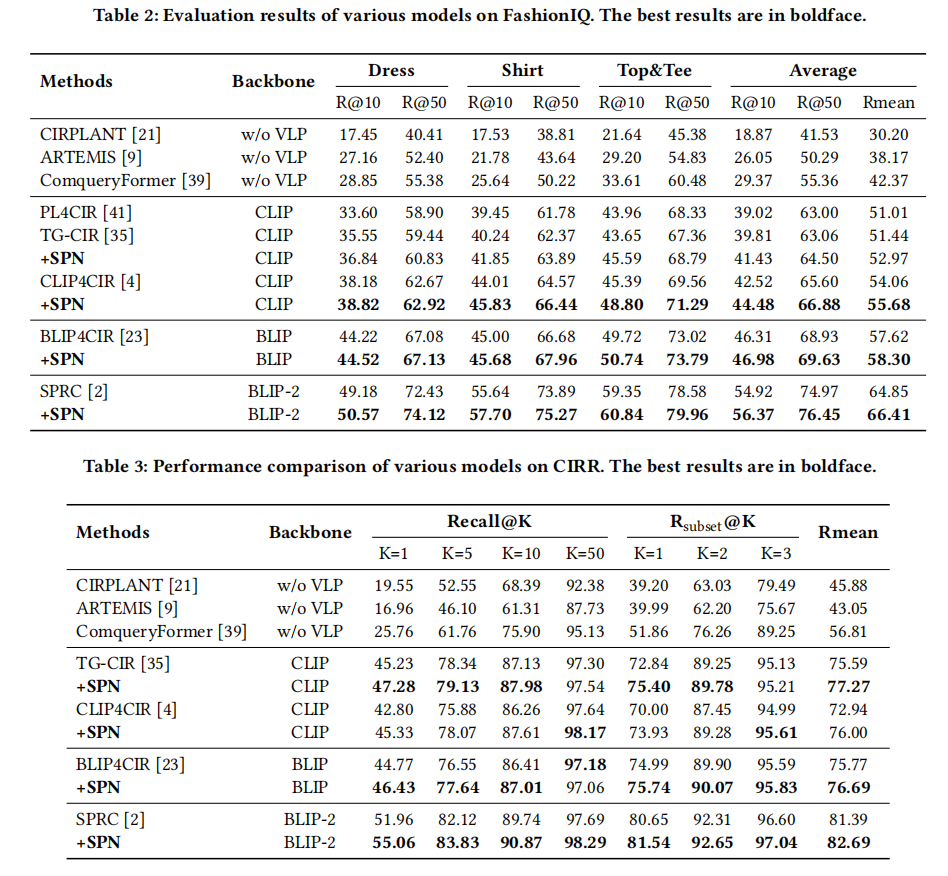 Table 2: Evaluation results of various models on FashionIQ. The best results are in boldface.
Methods Backbone Dress Shirt Top&Tee Average
R@10 R@50 R@10 R@50 R@10 R@50 R@10 R@50 Rmean
CIRPLANT [21] w/o VLP 17.45 40.41 17.53 38.81 21.64 45.38 18.87 41.53 30.20
ARTEMIS [9] w/o VLP 27.16 52.40 21.78 43.64 29.20 54.83 26.05 50.29 38.17
ComqueryFormer [39] w/o VLP 28.85 55.38 25.64 50.22 33.61 60.48 29.37 55.36 42.37
PL4CIR [41] CLIP 33.60 58.90 39.45 61.78 43.96 68.33 39.02 63.00 51.01
TG-CIR [35] CLIP 35.55 59.44 40.24 62.37 43.65 67.36 39.81 63.06 51.44
+SPN CLIP 36.84 60.83 41.85 63.89 45.59 68.79 41.43 64.50 52.97
CLIP4CIR [4] CLIP 38.18 62.67 44.01 64.57 45.39 69.56 42.52 65.60 54.06
+SPN CLIP 38.82 62.92 45.83 66.44 48.80 71.29 44.48 66.88 55.68
BLIP4CIR [23] BLIP 44.22 67.08 45.00 66.68 49.72 73.02 46.31 68.93 57.62
+SPN BLIP 44.52 67.13 45.68 67.96 50.74 73.79 46.98 69.63 58.30
SPRC [2] BLIP-2 49.18 72.43 55.64 73.89 59.35 78.58 54.92 74.97 64.85
+SPN BLIP-2 50.57 74.12 57.70 75.27 60.84 79.96 56.37 76.45 66.41
Table 3: Performance comparison of various models on CIRR. The best results are in boldface.
Methods Backbone Recall@K Rsubset@K Rmean
K=1 K=5 K=10 K=50 K=1 K=2 K=3
CIRPLANT [21] w/o VLP 19.55 52.55 68.39 92.38 39.20 63.03 79.49 45.88
ARTEMIS [9] w/o VLP 16.96 46.10 61.31 87.73 39.99 62.20 75.67 43.05
ComqueryFormer [39] w/o VLP 25.76 61.76 75.90 95.13 51.86 76.26 89.25 56.81
TG-CIR [35] CLIP 45.23 78.34 87.13 97.30 72.84 89.25 95.13 75.59
+SPN CLIP 47.28 79.13 87.98 97.54 75.40 89.78 95.21 77.27
CLIP4CIR [4] CLIP 42.80 75.88 86.26 97.64 70.00 87.45 94.99 72.94
+SPN CLIP 45.33 78.07 87.61 98.17 73.93 89.28 95.61 76.00
BLIP4CIR [23] BLIP 44.77 76.55 86.41 97.18 74.99 89.90 95.59 75.77
+SPN BLIP 46.43 77.64 87.01 97.06 75.74 90.07 95.83 76.69
SPRC [2] BLIP-2 51.96 82.12 89.74 97.69 80.65 92.31 96.60 81.39
+SPN BLIP-2 55.06 83.83 90.87 98.29 81.54 92.65 97.04 82.69